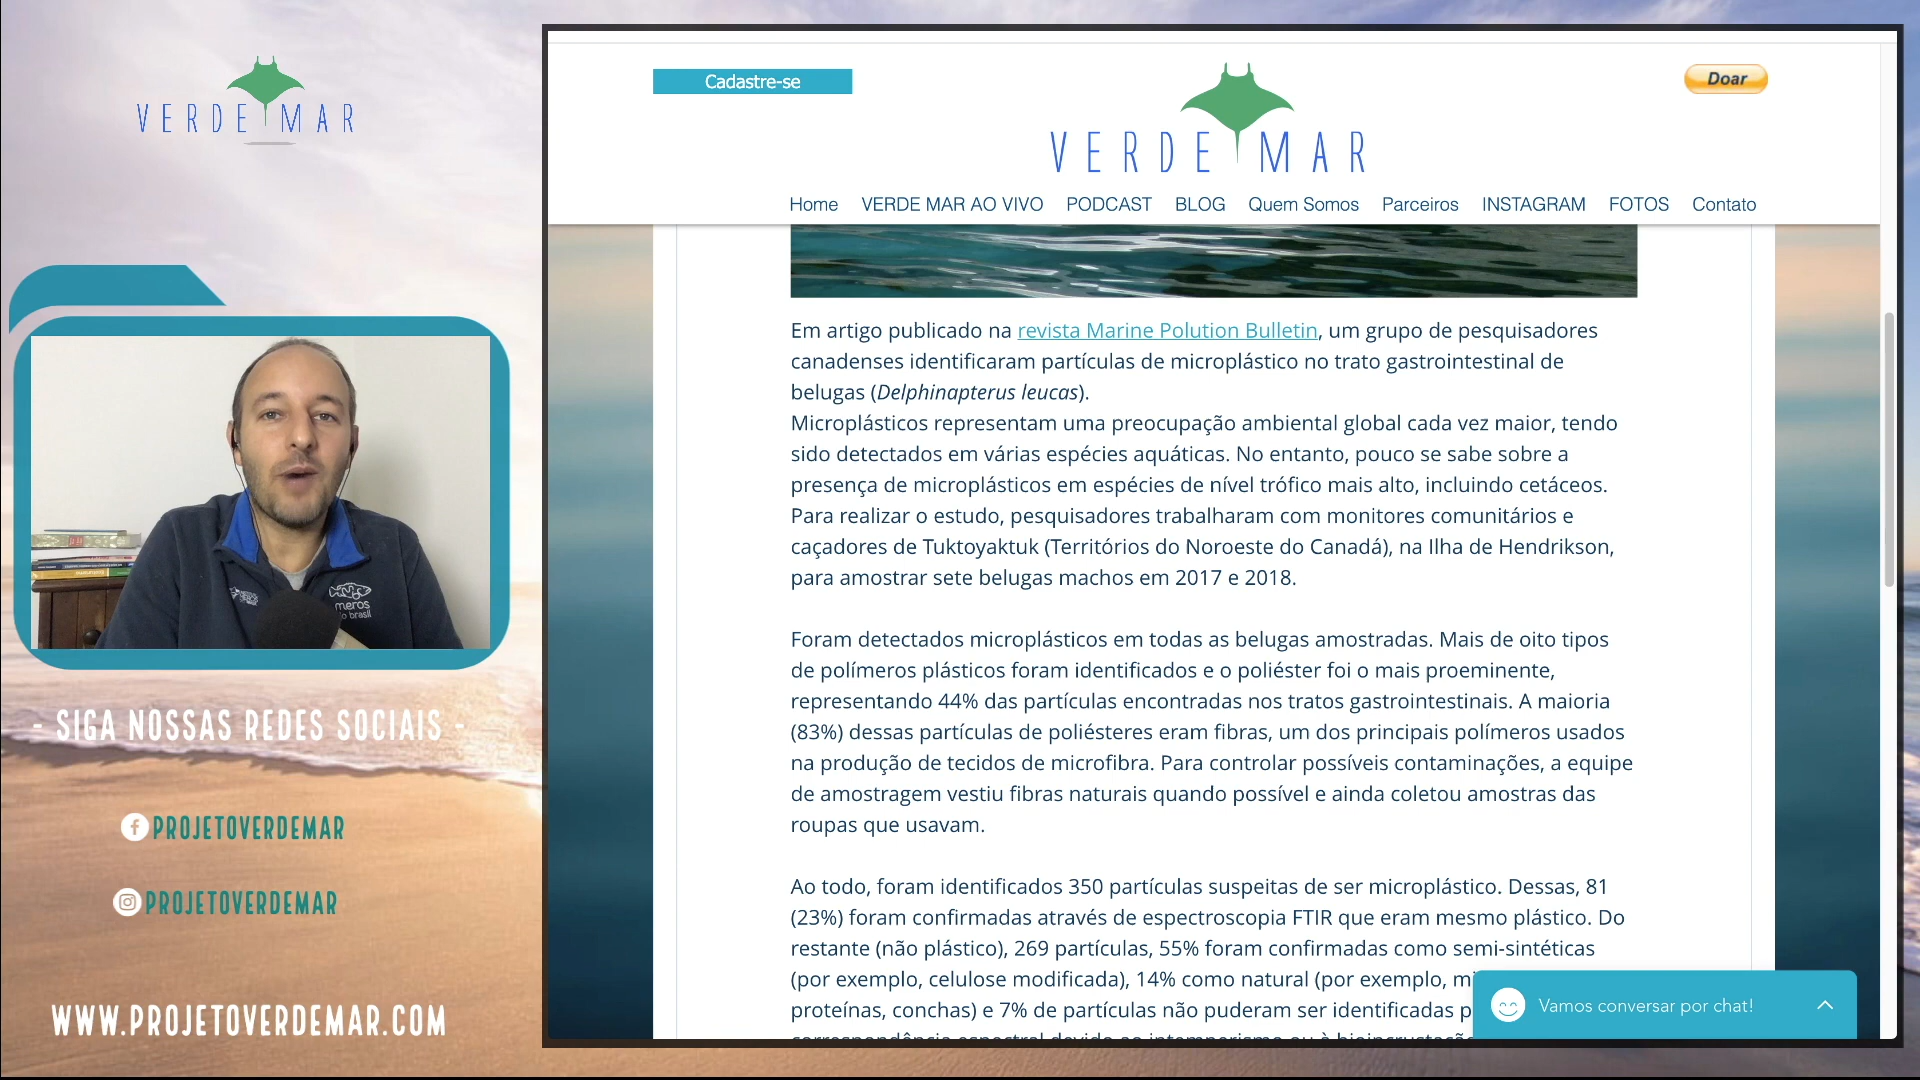 VERDE MAR
- SIGA NOSSAS REDES SOCIAIS -
PROJETOVERDEMAR
PROJETOVERDEMAR
WWW.PROJETOVERDEMAR.COM
meros
brasil
Cadastre-se
VERDE MAR
Doar
Home VERDE MAR AO VIVO PODCAST BLOG Quem Somos Parceiros INSTAGRAM FOTOS Contato
Em artigo publicado na revista Marine Polution Bulletin, um grupo de pesquisadores
canadenses identificaram partículas de microplástico no trato gastrointestinal de
belugas (Delphinapterus leucas).
Microplásticos representam uma preocupação ambiental global cada vez maior, tendo
sido detectados em várias espécies aquáticas. No entanto, pouco se sabe sobre a
presença de microplásticos em espécies de nível trófico mais alto, incluindo cetáceos.
Para realizar o estudo, pesquisadores trabalharam com monitores comunitários e
caçadores de Tuktoyaktuk (Territórios do Noroeste do Canadá), na Ilha de Hendrikson,
para amostrar sete belugas machos em 2017 e 2018.
Foram detectados microplásticos em todas as belugas amostradas. Mais de oito tipos
de polímeros plásticos foram identificados e o poliéster foi o mais proeminente,
representando 44% das partículas encontradas nos tratos gastrointestinais. A maioria
(83%) dessas partículas de poliésteres eram fibras, um dos principais polímeros usados
na produção de tecidos de microfibra. Para controlar possíveis contaminações, a equipe
de amostragem vestiu fibras naturais quando possível e ainda coletou amostras das
roupas que usavam.
Ao todo, foram identificados 350 partículas suspeitas de ser microplástico. Dessas, 81
(23%) foram confirmadas através de espectroscopia FTIR que eram mesmo plástico. Do
restante (não plástico), 269 partículas, 55% foram confirmadas como semi-sintéticas
(por exemplo, celulose modificada), 14% como natural (por exemplo,
proteínas, conchas) e 7% de partículas não puderam ser identificadas
Vamos conversar por chat!